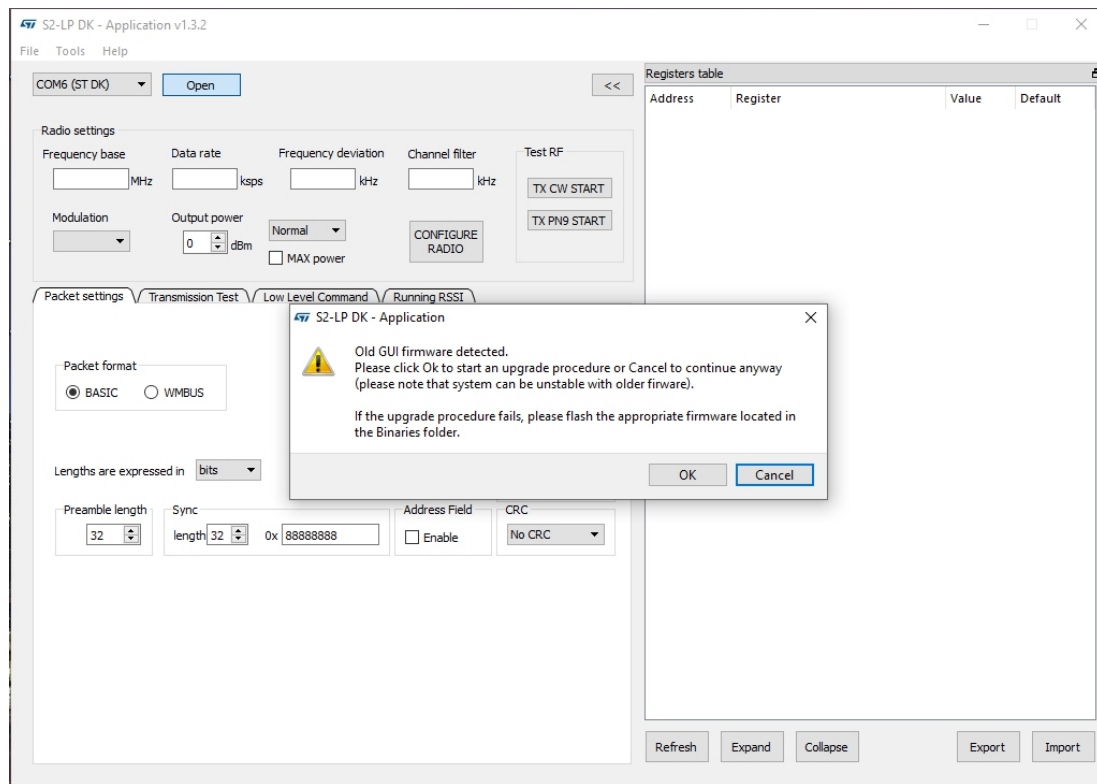 S2-LP DK - Application v1.3.2
File Tools Help
COM6 (ST DK) Open <<
Radio settings
Frequency base Data rate Frequency deviation Channel filter Test RF
MHz ksps kHz kHz TX CW START
Modulation Output power Normal CONFIGURE RADIO TX PN9 START
0 dBm MAX power
Packet settings Transmission Test Low Level Command Running RSSI
Packet format
BASIC WMBUS
Lengths are expressed in bits
Preamble length Sync Address Field CRC
32 length 32 0x 88888888 Enable No CRC
S2-LP DK - Application
Old GUI firmware detected.
Please click Ok to start an upgrade procedure or Cancel to continue anyway
(please note that system can be unstable with older firware).
If the upgrade procedure fails, please flash the appropriate firmware located in
the Binaries folder.
OK Cancel
Registers table
Address Register Value Default
Refresh Expand Collapse Export Import